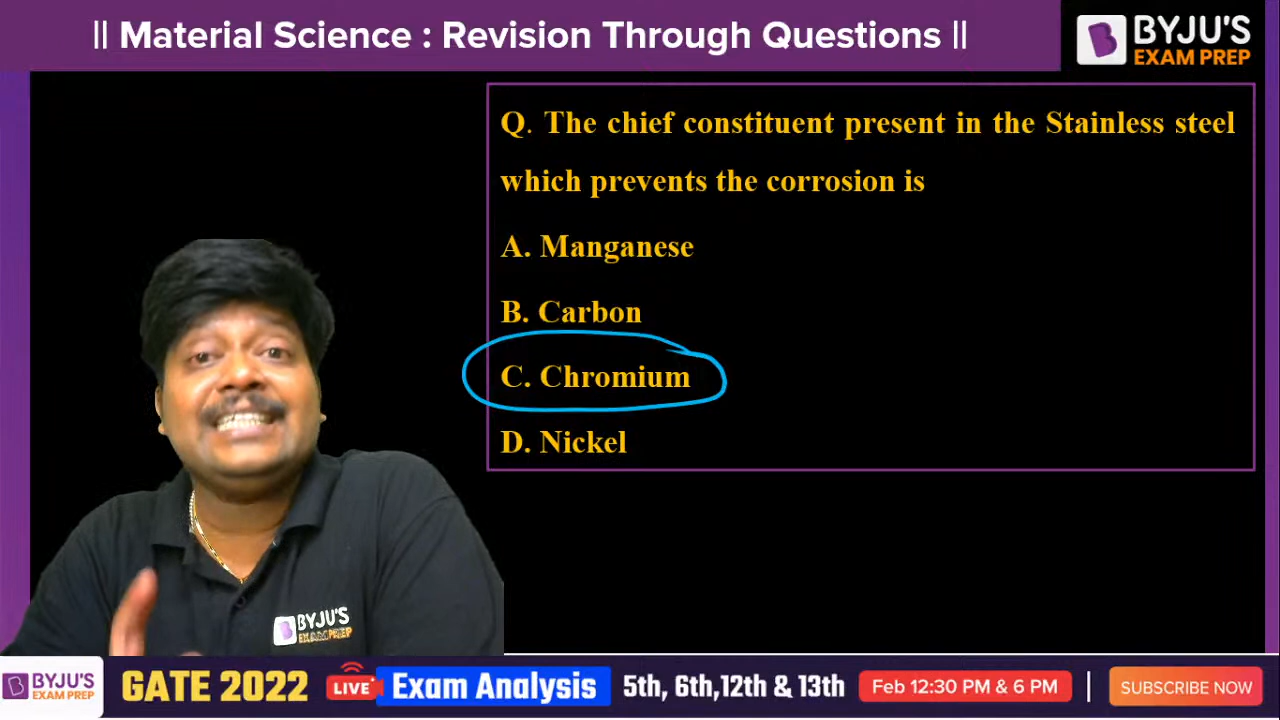 || Material Science : Revision Through Questions ||
BYJU'S
EXAM PREP
Q. The chief constituent present in the Stainless steel
which prevents the corrosion is
A. Manganese
B. Carbon
C. Chromium
D. Nickel
BYJU'S
EXAM PREP
BYJU'S
EXAM PREP
GATE 2022
LIVE
Exam Analysis
5th, 6th,12th & 13th
Feb 12:30 PM & 6 PM
SUBSCRIBE NOW